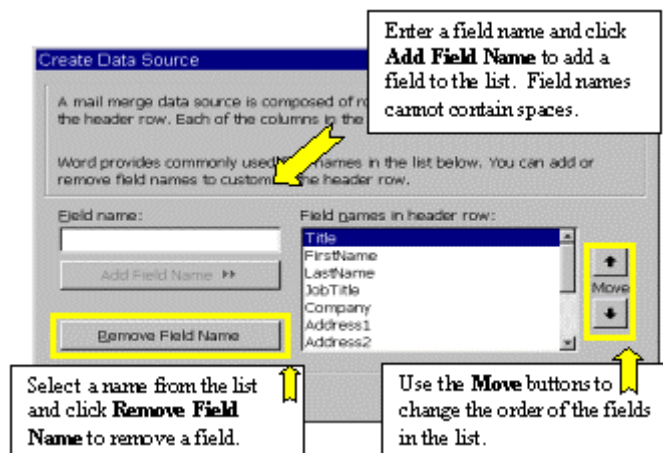 Enter a field name and click
Add Field Name to add a
field to the list. Field names
cannot contain spaces.
Create Data Source
A mail merge data source is composed of
the header row. Each of the columns in the
Word provides commonly used names in the list below. You can add or
remove field names to the header row.
Field name:
Field names in header row:
Title
FirstName
LastName
JobTitle
Company
Address1
Address2
Add Field Name
Move
Remove Field Name
Select a name from the list
and click Remove Field
Name to remove a field.
Use the Move buttons to
change the order of the fields
in the list.